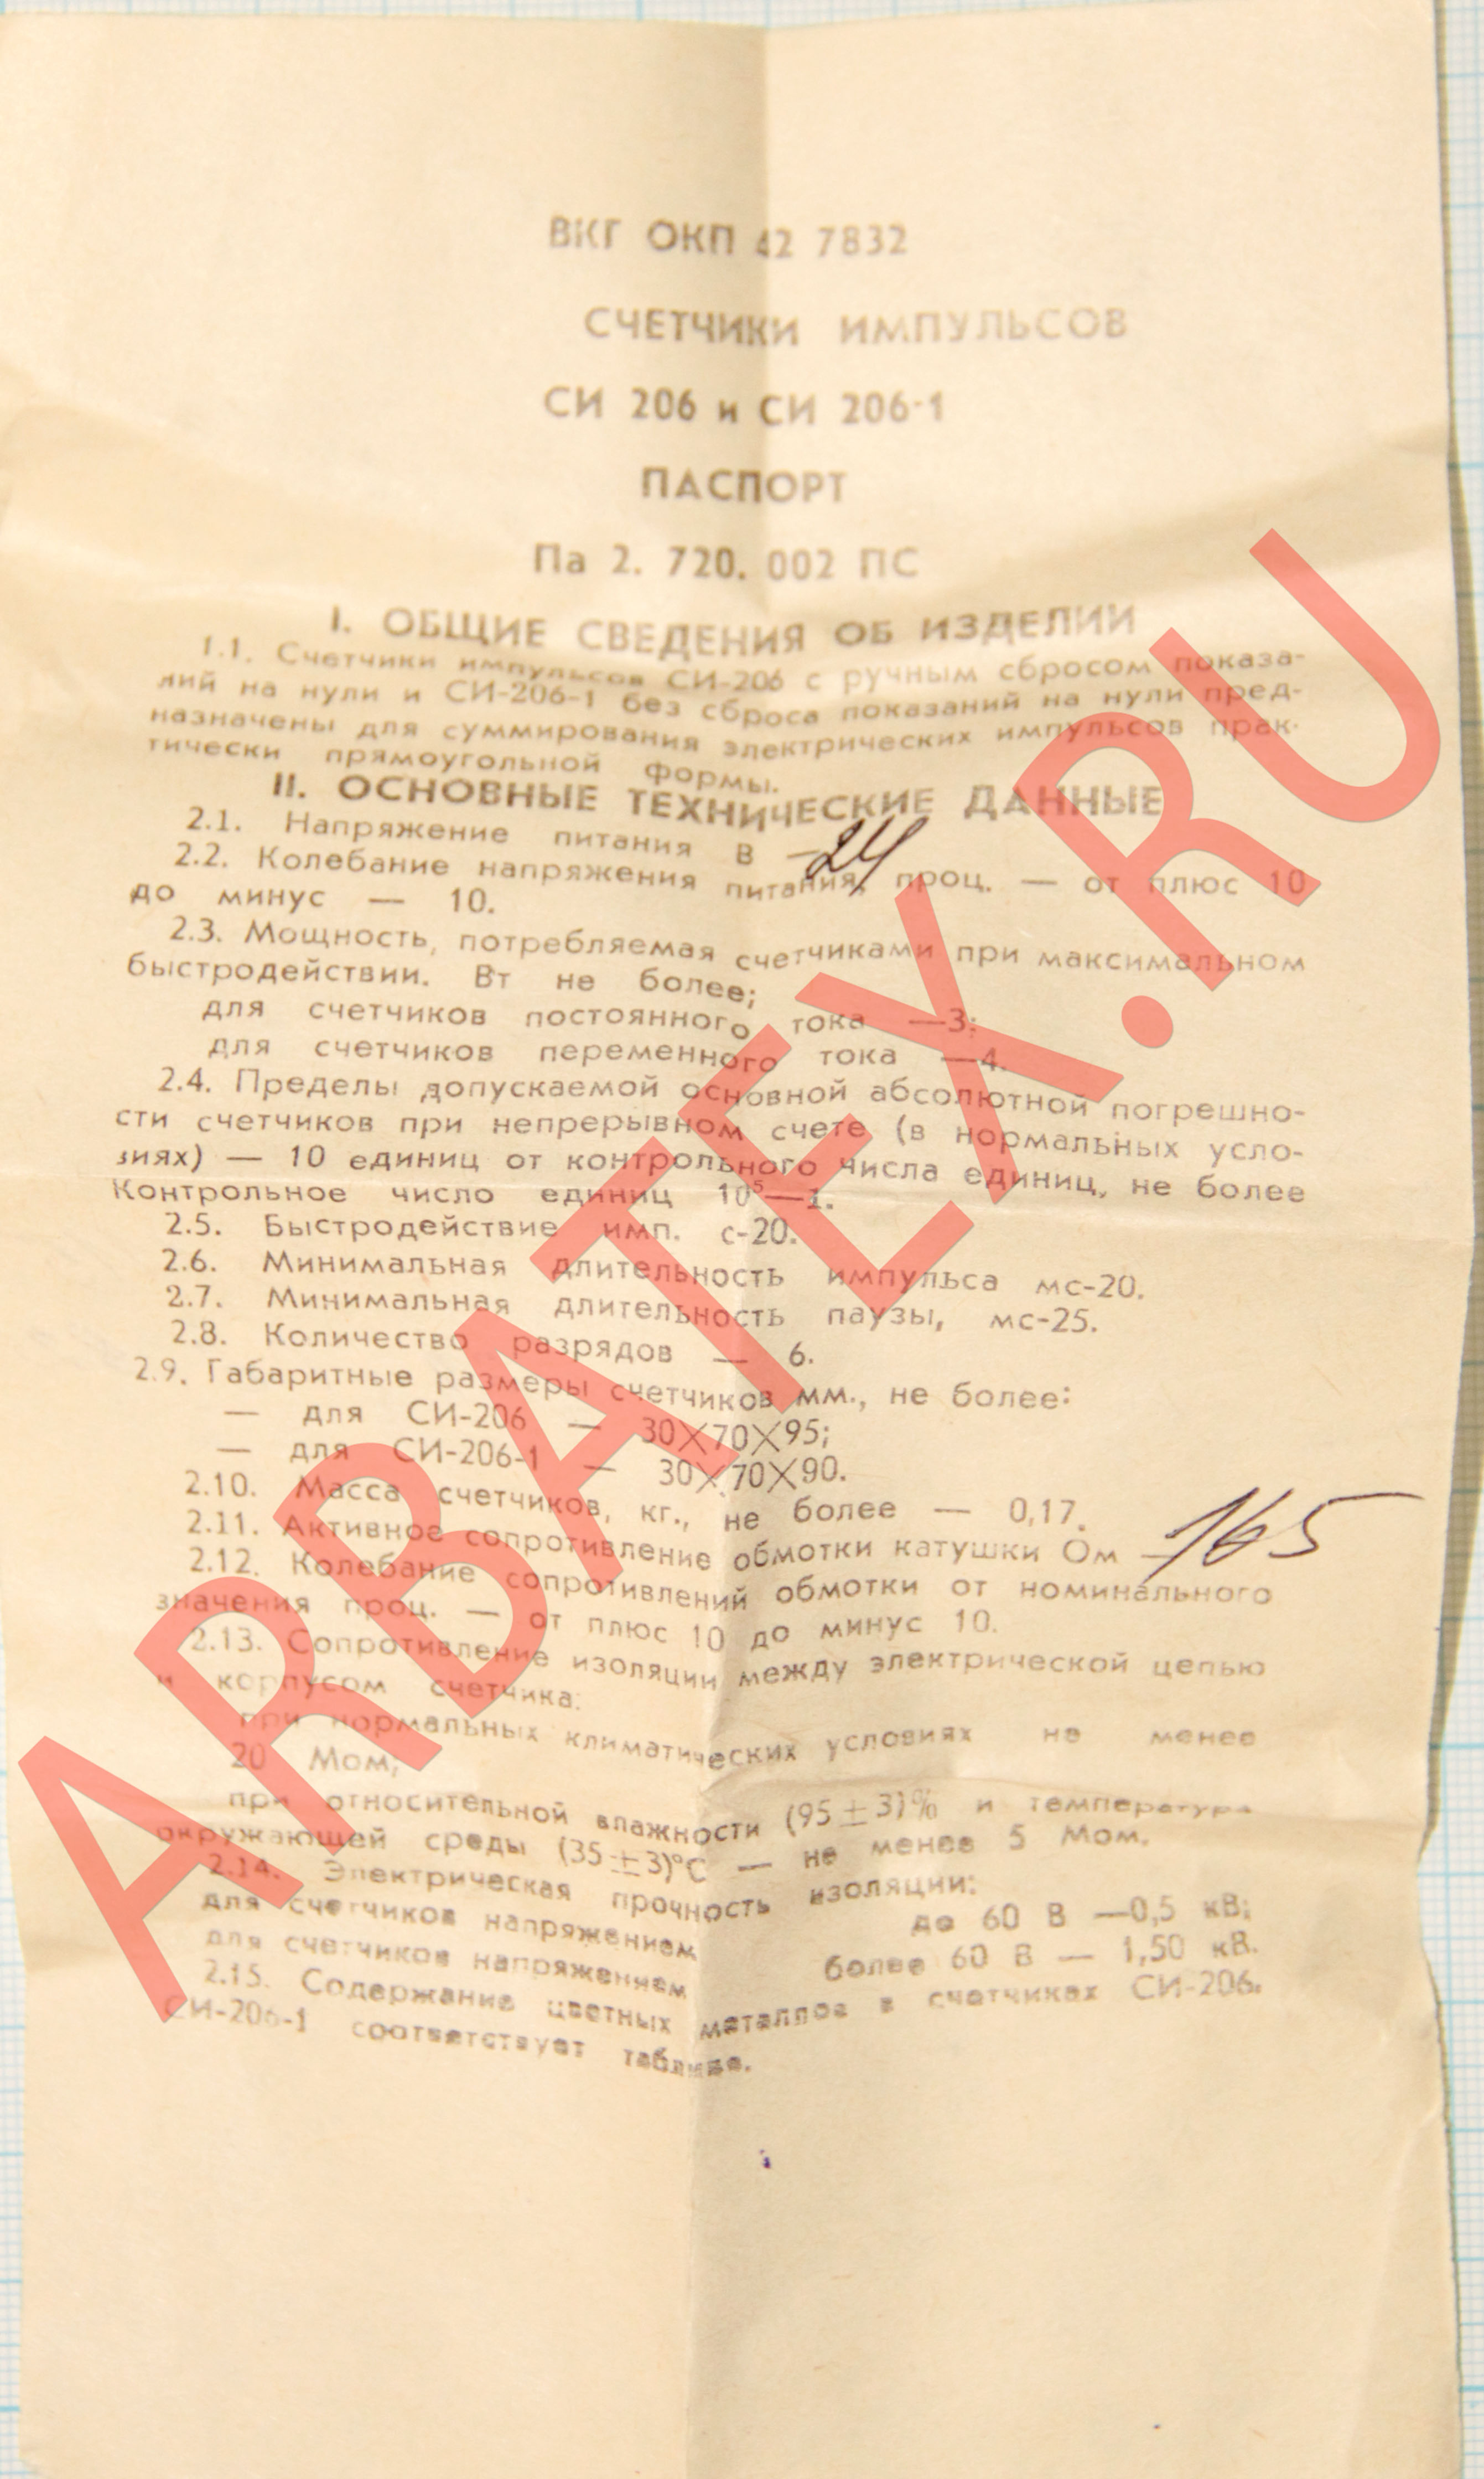 ВКГ ОКП 42 7832
СЧЕТЧИКИ ИМПУЛЬСОВ
СИ 206 и СИ 206-1
ПАСПОРТ
Па 2. 720. 002 ПС
I. ОБЩИЕ СВЕДЕНИЯ ОБ ИЗДЕЛИИ
1.1. Счетчики импульсов СИ-206 с ручным сбросом показа-
ний на нули и СИ-206-1 без сброса показаний на нули пред-
назначены для суммирования электрических импульсов прак-
тически прямоугольной формы.
II. ОСНОВНЫЕ ТЕХНИЧЕСКИЕ ДАННЫЕ
2.1. Напряжение питания В — 24
2.2. Колебание напряжения питания, проц. — от плюс 10
до минус — 10.
2.3. Мощность, потребляемая счетчиками при максимальном
быстродействии. Вт не более;
для счетчиков постоянного тока —3;
для счетчиков переменного тока —4.
2.4. Пределы допускаемой основной абсолютной погрешно-
сти счетчиков при непрерывном счете (в нормальных усло-
виях) — 10 единиц от контрольного числа единиц, не более
Контрольное число единиц 10⁵—1.
2.5. Быстродействие имп. с-20.
2.6. Минимальная длительность импульса мс-20.
2.7. Минимальная длительность паузы, мс-25.
2.8. Количество разрядов — 6.
2.9. Габаритные размеры счетчиков мм., не более:
— для СИ-206 — 30×70×95;
— для СИ-206-1 — 30×70×90.
2.10. Масса счетчиков, кг., не более — 0,17.
2.11. Активное сопротивление обмотки катушки Ом — 165
2.12. Колебание сопротивлений обмотки от номинального
значения проц. — от плюс 10 до минус 10.
2.13. Сопротивление изоляции между электрической цепью
и корпусом счетчика:
при нормальных климатических условиях не менее
20 Мом;
при относительной влажности (95±3)% и температуре
окружающей среды (35±3)°С — не менее 5 Мом.
2.14. Электрическая прочность изоляции:
для счетчиков напряжением до 60 В —0,5 кВ;
для счетчиков напряжением более 60 В — 1,50 кВ.
2.15. Содержание цветных металлов в счетчиках СИ-206.
СИ-206-1 соответствует таблице.
ARBATEX.RU